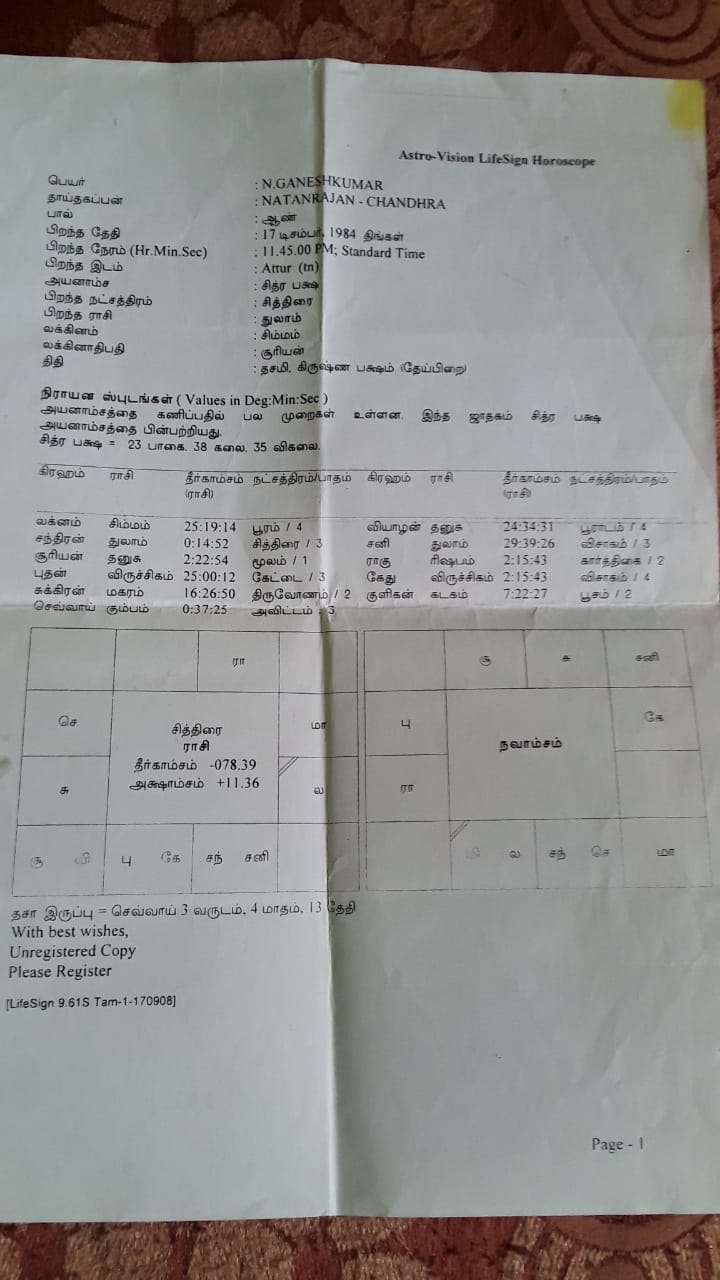 Astro-Vision LifeSign Horoscope
பெயர் : N.GANESHKUMAR
தாய்தகப்பன் : NATANRAJAN - CHANDHRA
பால் : ஆண்
பிறந்த தேதி : 17 டிசம்பர், 1984 திங்கள்
பிறந்த நேரம் (Hr.Min.Sec) : 11.45.00 PM; Standard Time
பிறந்த இடம் : Attur (tn)
அயனாம்ச : சித்ர பக்ஷ
பிறந்த நட்சத்திரம் : சித்திரை
பிறந்த ராசி : துலாம்
லக்கினம் : சிம்மம்
லக்கினாதிபதி : சூரியன்
திதி : தசமி, கிருஷ்ண பக்ஷம் (தேய்பிறை)
நிராயன ஸ்புடங்கள் ( Values in Deg:Min:Sec )
அயனாம்சத்தை கணிப்பதில் பல முறைகள் உள்ளன. இந்த ஜாதகம் சித்ர பக்ஷ
அயனாம்சத்தை பின்பற்றியது.
சித்ர பக்ஷ = 23 பாகை. 38 கலை. 35 விகலை.
கிரஹம் ராசி தீர்காம்சம் நட்சத்திரம்/பாதம் கிரஹம் ராசி தீர்காம்சம் நட்சத்திரம்/பாதம்
(ராசி) (ராசி)
லக்னம் சிம்மம் 25:19:14 பூரம் / 4 வியாழன் தனுசு 24:34:31 பூராடம் / 4
சந்திரன் துலாம் 0:14:52 சித்திரை / 3 சனி துலாம் 29:39:26 விசாகம் / 3
சூரியன் தனுசு 2:22:54 மூலம் / 1 ராகு ரிஷபம் 2:15:43 கார்த்திகை / 2
புதன் விருச்சிகம் 25:00:12 கேட்டை / 3 கேது விருச்சிகம் 2:15:43 விசாகம் / 4
சுக்கிரன் மகரம் 16:26:50 திருவோணம் / 2 குளிகன் கடகம் 7:22:27 பூசம் / 2
செவ்வாய் கும்பம் 0:37:25 அவிட்டம் / 3
ரா
செ மா
சித்திரை
ராசி
தீர்காம்சம் -078.39
அக்ஷாம்சம் +11.36
சு ல
சூ வி பு கே சந் சனி
சூ சு சனி
பு கே
நவாம்சம்
ரா
வி ல சந் செ மா
தசா இருப்பு = செவ்வாய் 3 வருடம், 4 மாதம், 13 தேதி
With best wishes,
Unregistered Copy
Please Register
[LifeSign 9.61S Tam-1-170908]
Page - 1